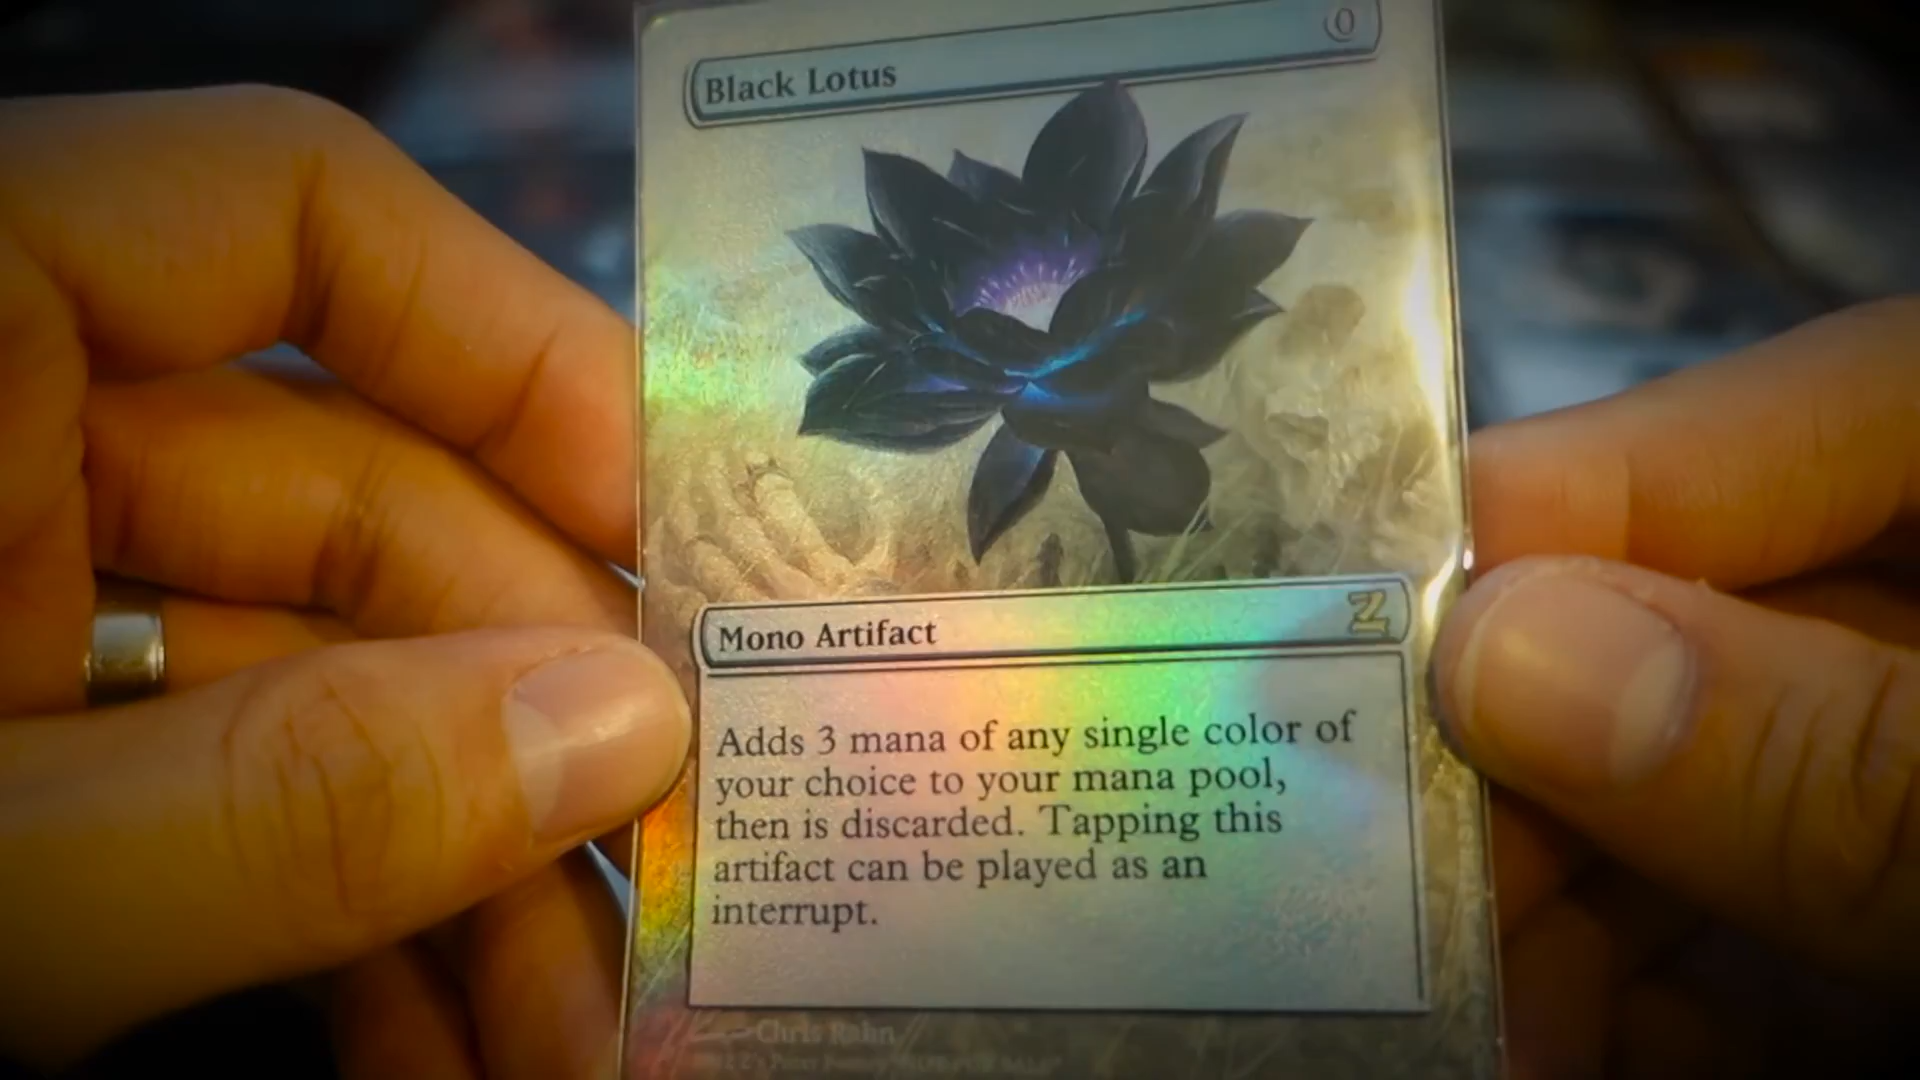 Black Lotus
0
Mono Artifact
Z
Adds 3 mana of any single color of
your choice to your mana pool,
then is discarded. Tapping this
artifact can be played as an
interrupt.
Chris Rahn